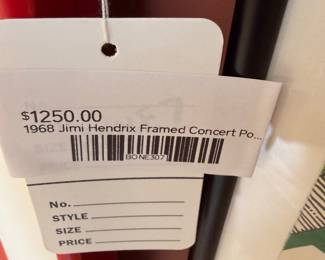 $1250.00
1968 Jimi Hendrix Framed Concert Po...
BONE307
No.
STYLE
SIZE
PRICE